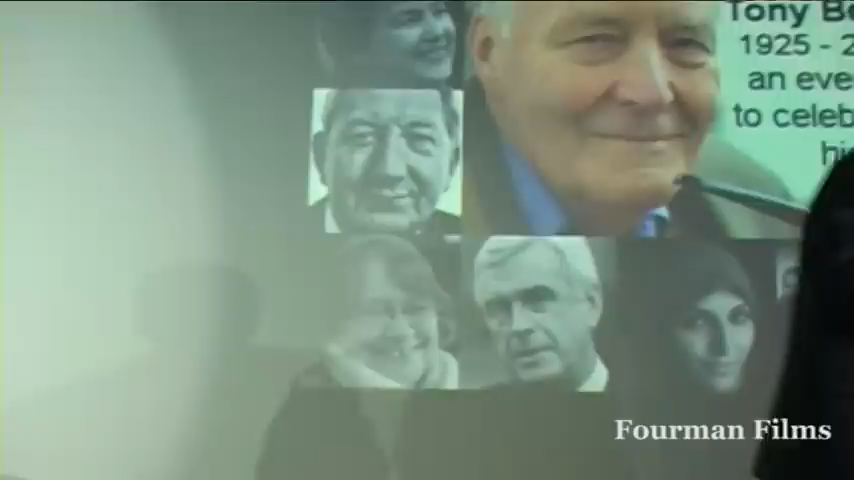 Tony Be
1925 - 2
an eve
to celeb
hi
Fourman Films